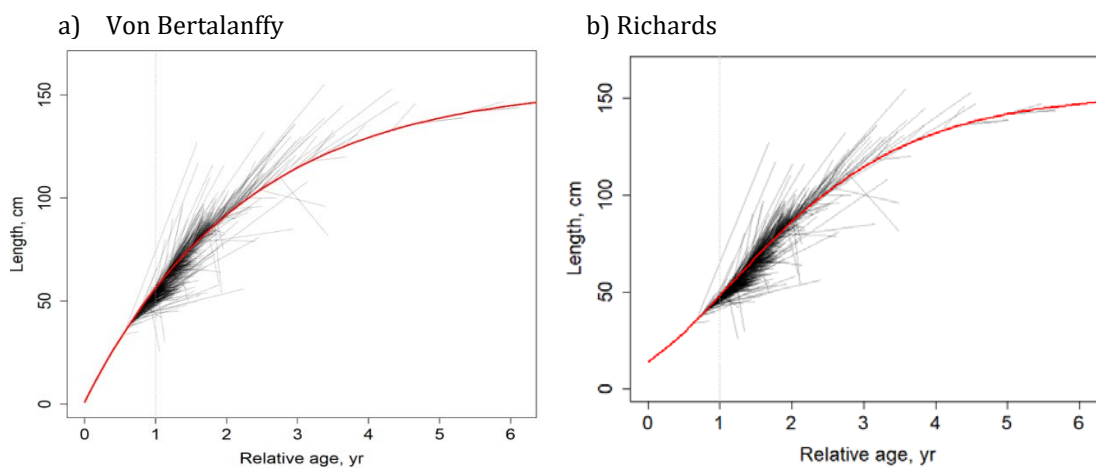 a) Von Bertalanffy
b) Richards
Length, cm
150
100
50
0
0 1 2 3 4 5 6
Relative age, yr
Length, cm
150
100
50
0
0 1 2 3 4 5 6
Relative age, yr